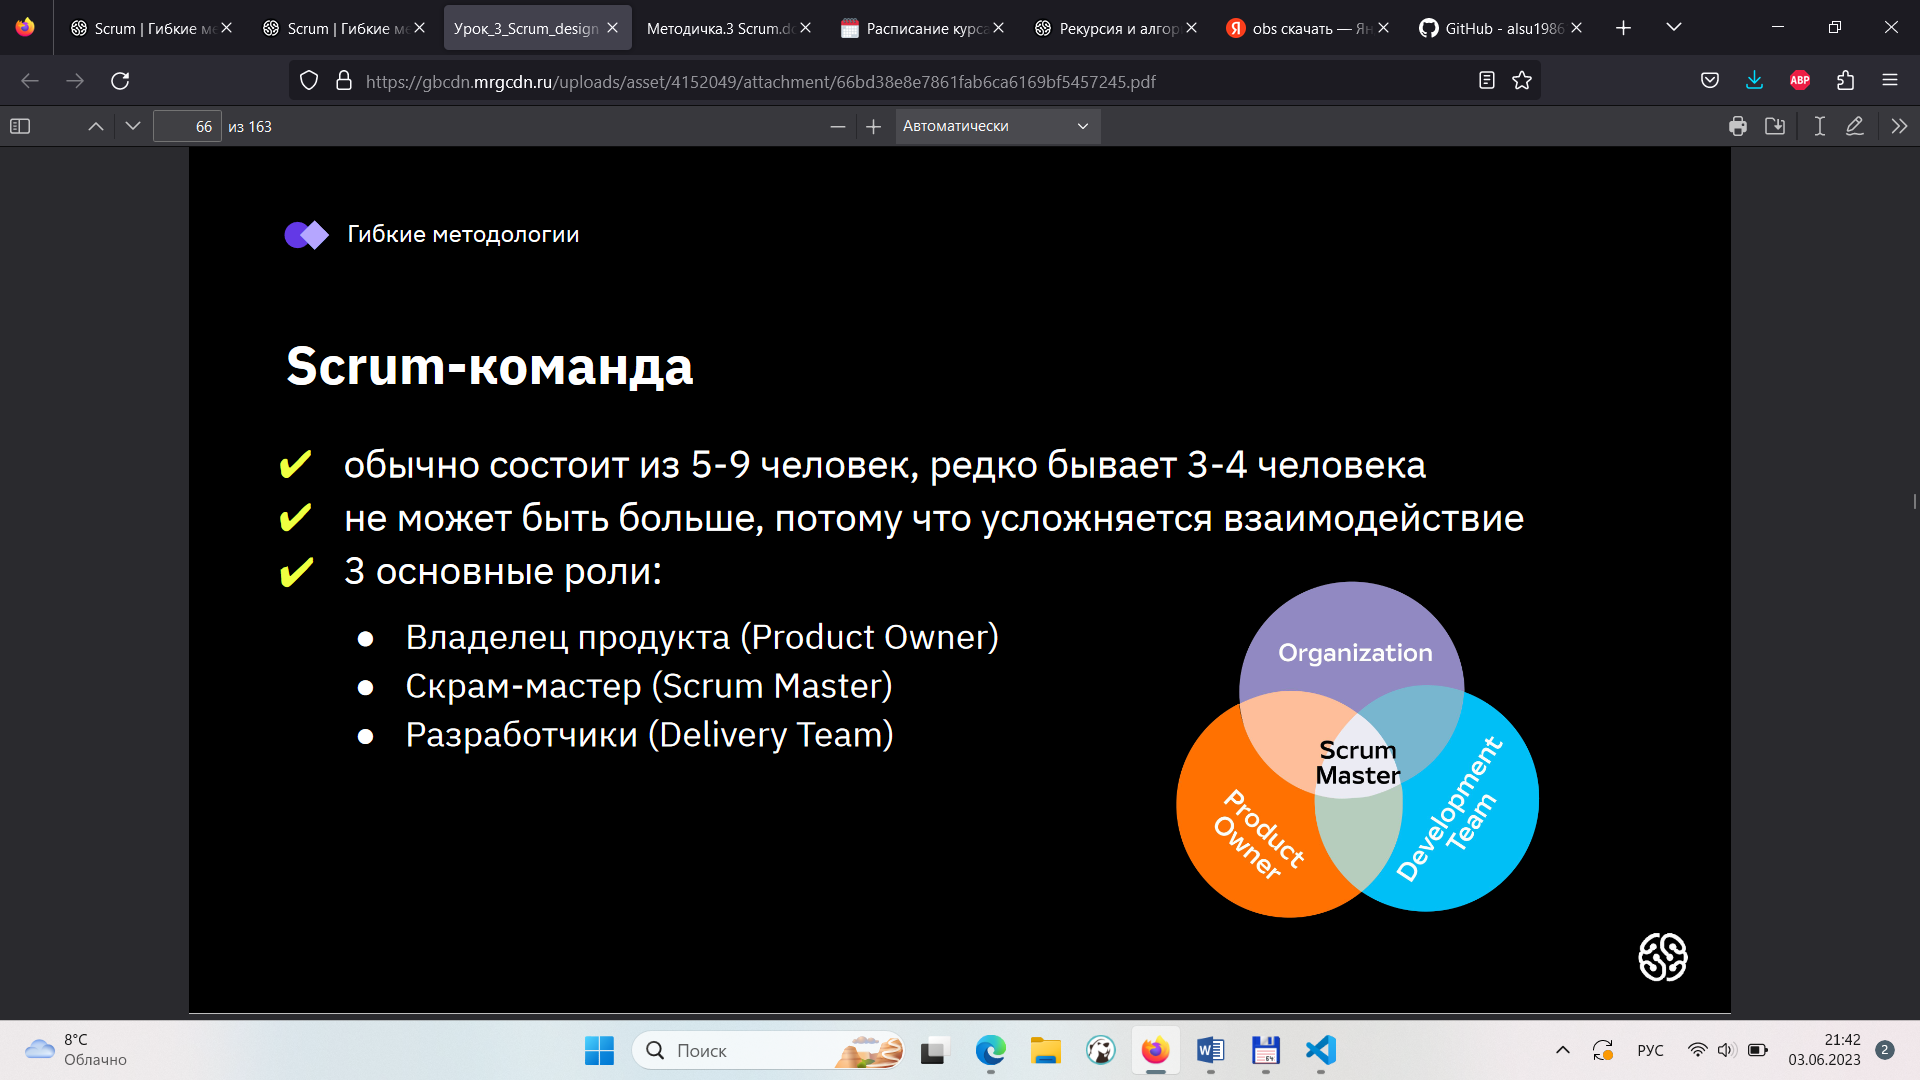 Scrum | Гибкие ме
Scrum | Гибкие ме
Урок_3_Scrum_design
Методичка.3 Scrum.do
Расписание курса
Рекурсия и алгор
obs скачать — Ян
GitHub - alsu1986
https://gbcdn.mrgcdn.ru/uploads/asset/4152049/attachment/66bd38e8e7861fab6ca6169bf5457245.pdf
ABP
66 из 163
Автоматически
Гибкие методологии
Scrum-команда
✔ обычно состоит из 5-9 человек, редко бывает 3-4 человека
✔ не может быть больше, потому что усложняется взаимодействие
✔ 3 основные роли:
● Владелец продукта (Product Owner)
● Скрам-мастер (Scrum Master)
● Разработчики (Delivery Team)
Organization
Scrum
Master
Product
Owner
Development
Team
8°C
Облачно
Поиск
РУС
21:42
03.06.2023
2